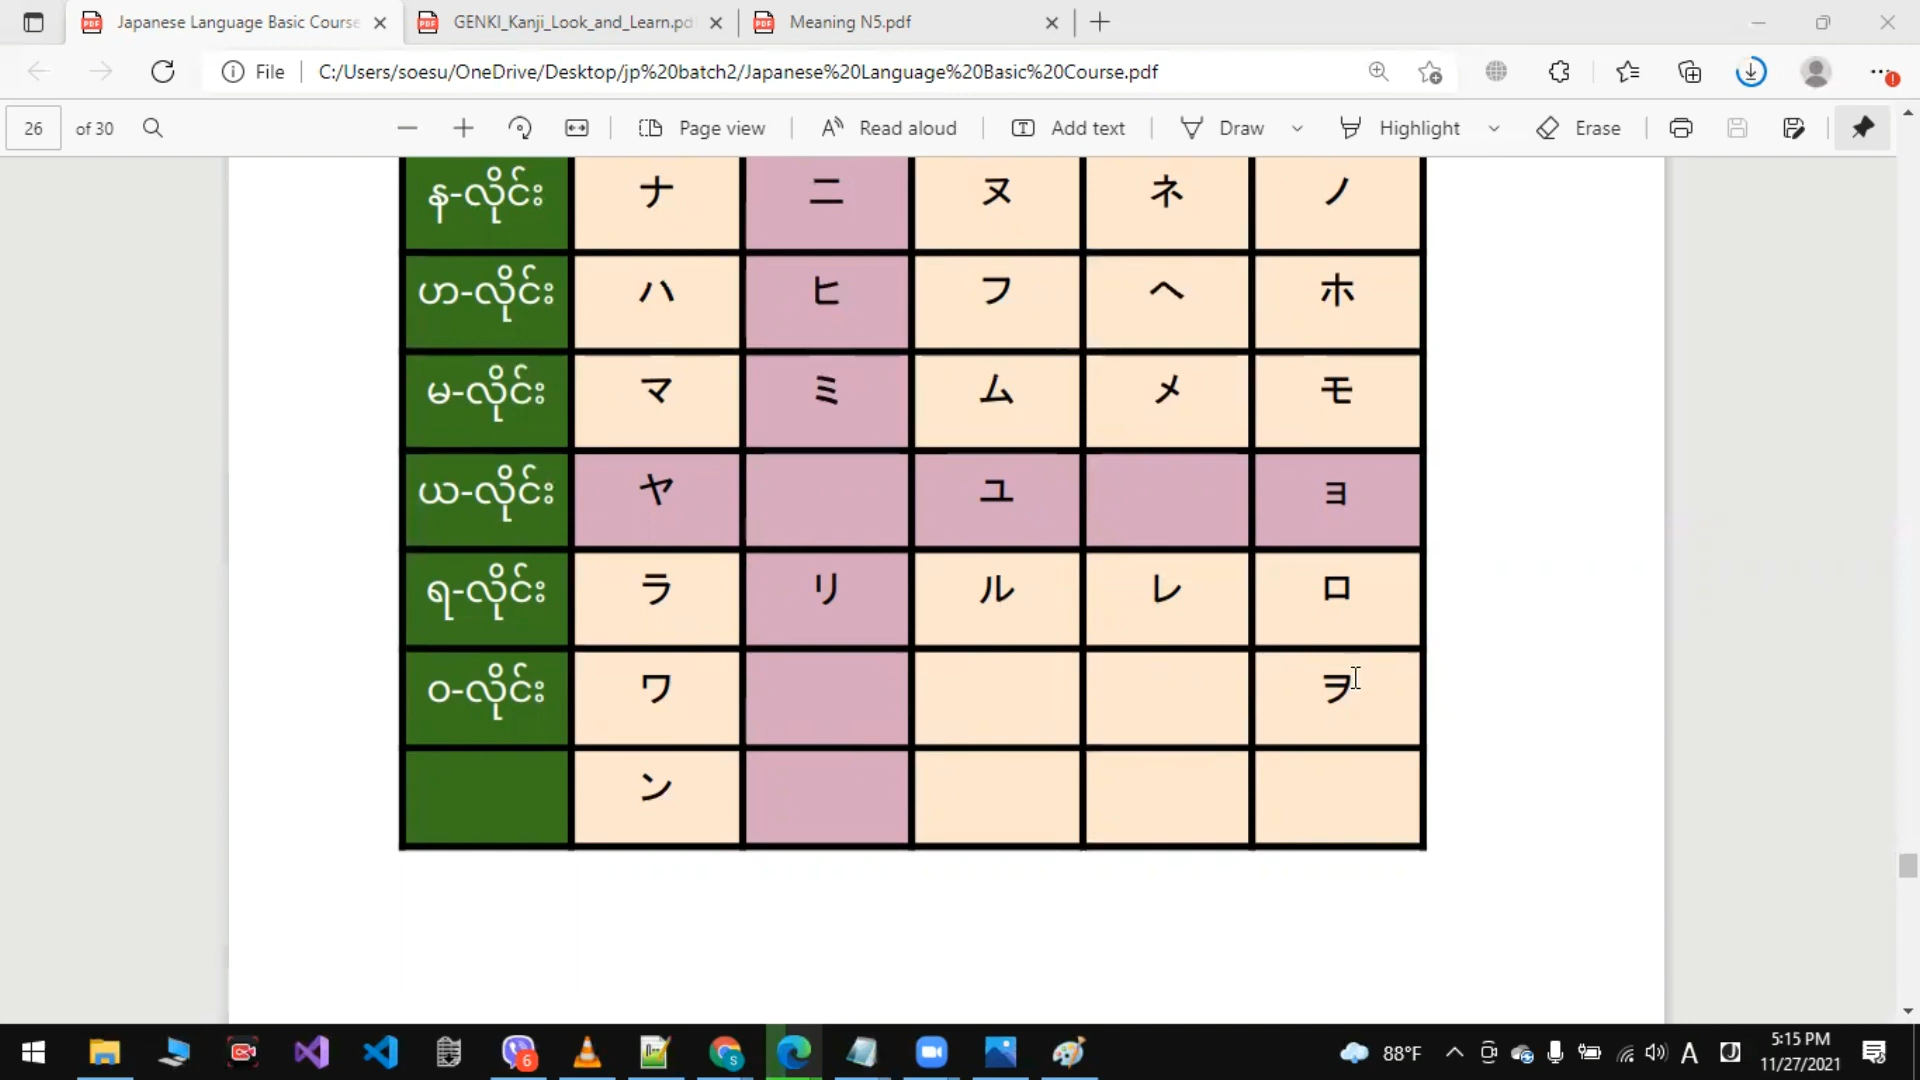 Japanese Language Basic Course
GENKI_Kanji_Look_and_Learn.pd
Meaning N5.pdf
File
C:/Users/soesu/OneDrive/Desktop/jp%20batch2/Japanese%20Language%20Basic%20Course.pdf
26 of 30
Page view
Read aloud
Add text
Draw
Highlight
Erase
န-လိုင်း ナ ニ ヌ ネ ノ
ဟ-လိုင်း ハ ヒ フ ヘ ホ
မ-လိုင်း マ ミ ム メ モ
ယ-လိုင်း ヤ ユ ヨ
ရ-လိုင်း ラ リ ル レ ロ
ဝ-လိုင်း ワ ヲ
ン
6
S
88°F
A
J
5:15 PM
11/27/2021